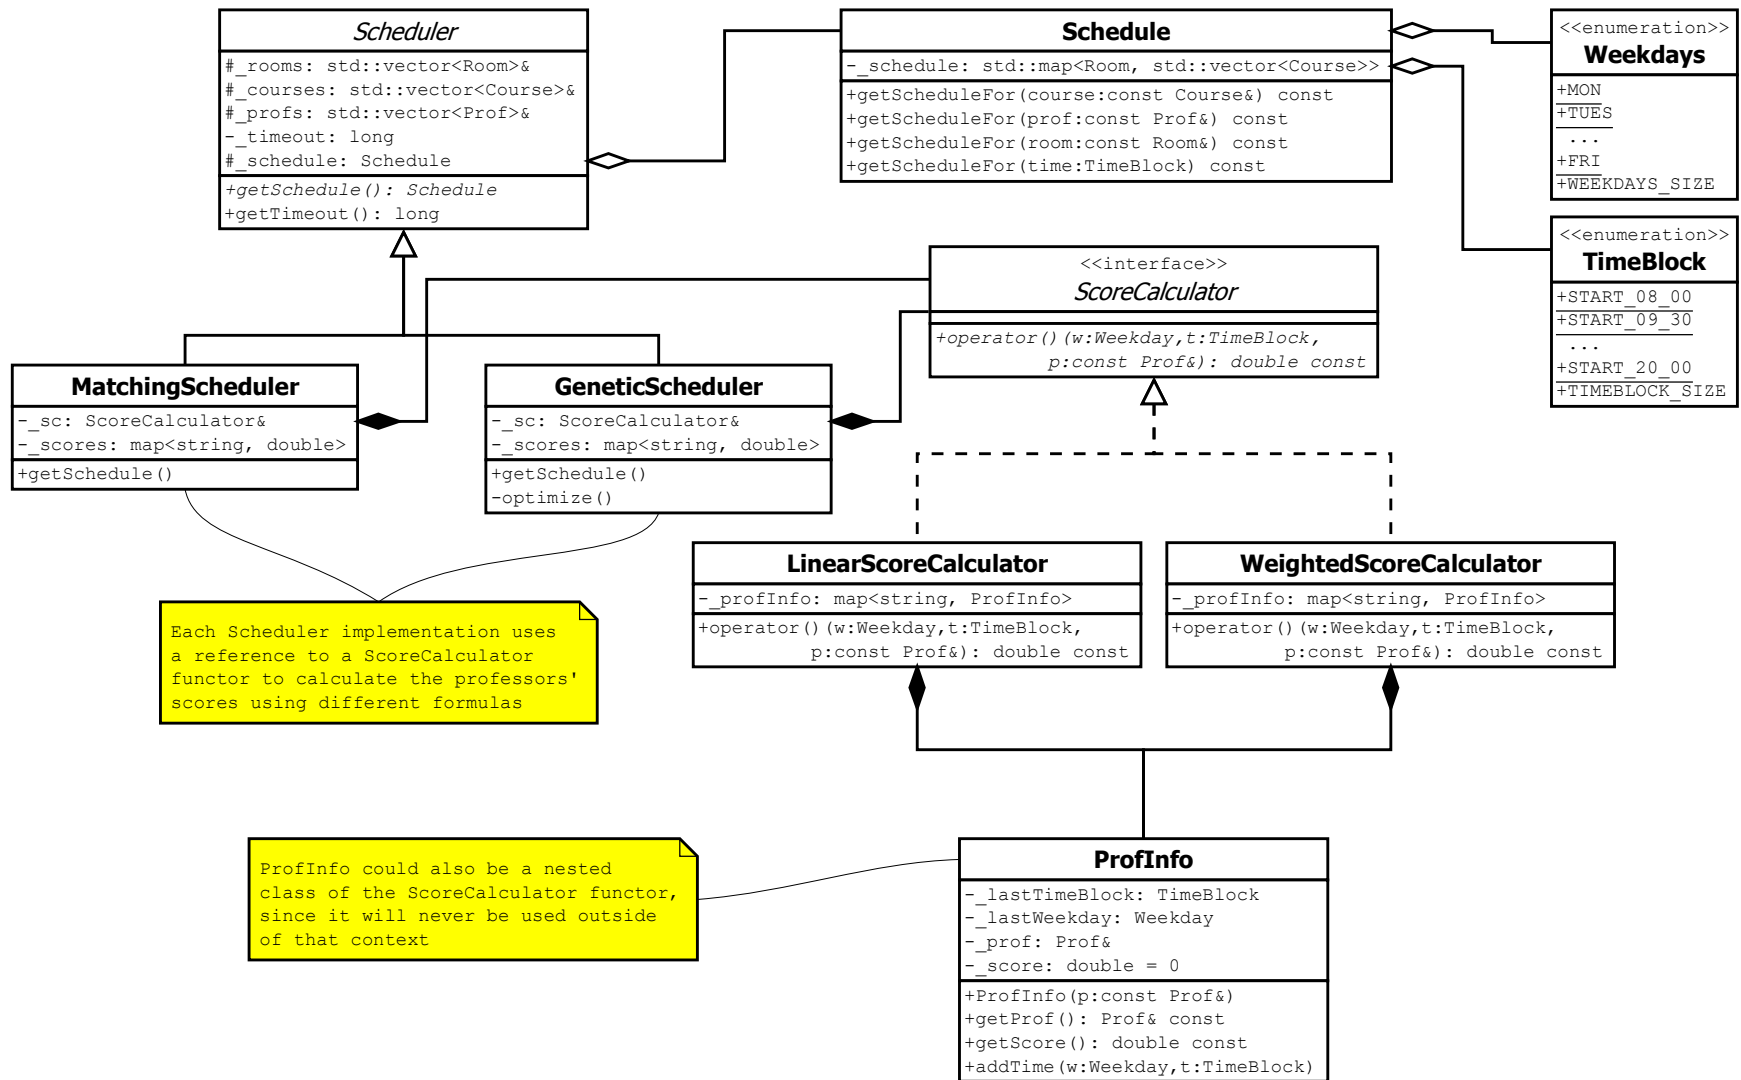 Scheduler
#_rooms: std::vector<Room>&
#_courses: std::vector<Course>&
#_profs: std::vector<Prof>&
-_timeout: long
#_schedule: Schedule
+getSchedule(): Schedule
+getTimeout(): long
Schedule
-_schedule: std::map<Room, std::vector<Course>>
+getScheduleFor(course:const Course&) const
+getScheduleFor(prof:const Prof&) const
+getScheduleFor(room:const Room&) const
+getScheduleFor(time:TimeBlock) const
<<enumeration>>
Weekdays
+MON
+TUES
...
+FRI
+WEEKDAYS_SIZE
<<enumeration>>
TimeBlock
+START_08_00
+START_09_30
...
+START_20_00
+TIMEBLOCK_SIZE
<<interface>>
ScoreCalculator
+operator()(w:Weekday,t:TimeBlock,
p:const Prof&): double const
MatchingScheduler
-_sc: ScoreCalculator&
-_scores: map<string, double>
+getSchedule()
GeneticScheduler
-_sc: ScoreCalculator&
-_scores: map<string, double>
+getSchedule()
-optimize()
LinearScoreCalculator
-_profInfo: map<string, ProfInfo>
+operator()(w:Weekday,t:TimeBlock,
p:const Prof&): double const
WeightedScoreCalculator
-_profInfo: map<string, ProfInfo>
+operator()(w:Weekday,t:TimeBlock,
p:const Prof&): double const
Each Scheduler implementation uses
a reference to a ScoreCalculator
functor to calculate the professors'
scores using different formulas
ProfInfo could also be a nested
class of the ScoreCalculator functor,
since it will never be used outside
of that context
ProfInfo
-_lastTimeBlock: TimeBlock
-_lastWeekday: Weekday
-_prof: Prof&
-_score: double = 0
+ProfInfo(p:const Prof&)
+getProf(): Prof& const
+getScore(): double const
+addTime(w:Weekday,t:TimeBlock)